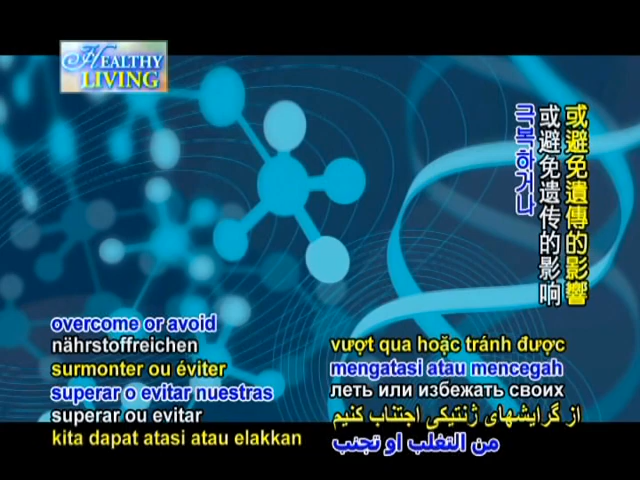 HEALTHY
LIVING
或避免遺傳的影響
或避免遗传的影响
극복하거나
overcome or avoid
nährstoffreichen
surmonter ou éviter
superar o evitar nuestras
superar ou evitar
kita dapat atasi atau elakkan
vượt qua hoặc tránh được
mengatasi atau mencegah
леть или избежать своих
از گرایشهای ژنتیکی اجتناب کنیم
من التغلب او تجنب